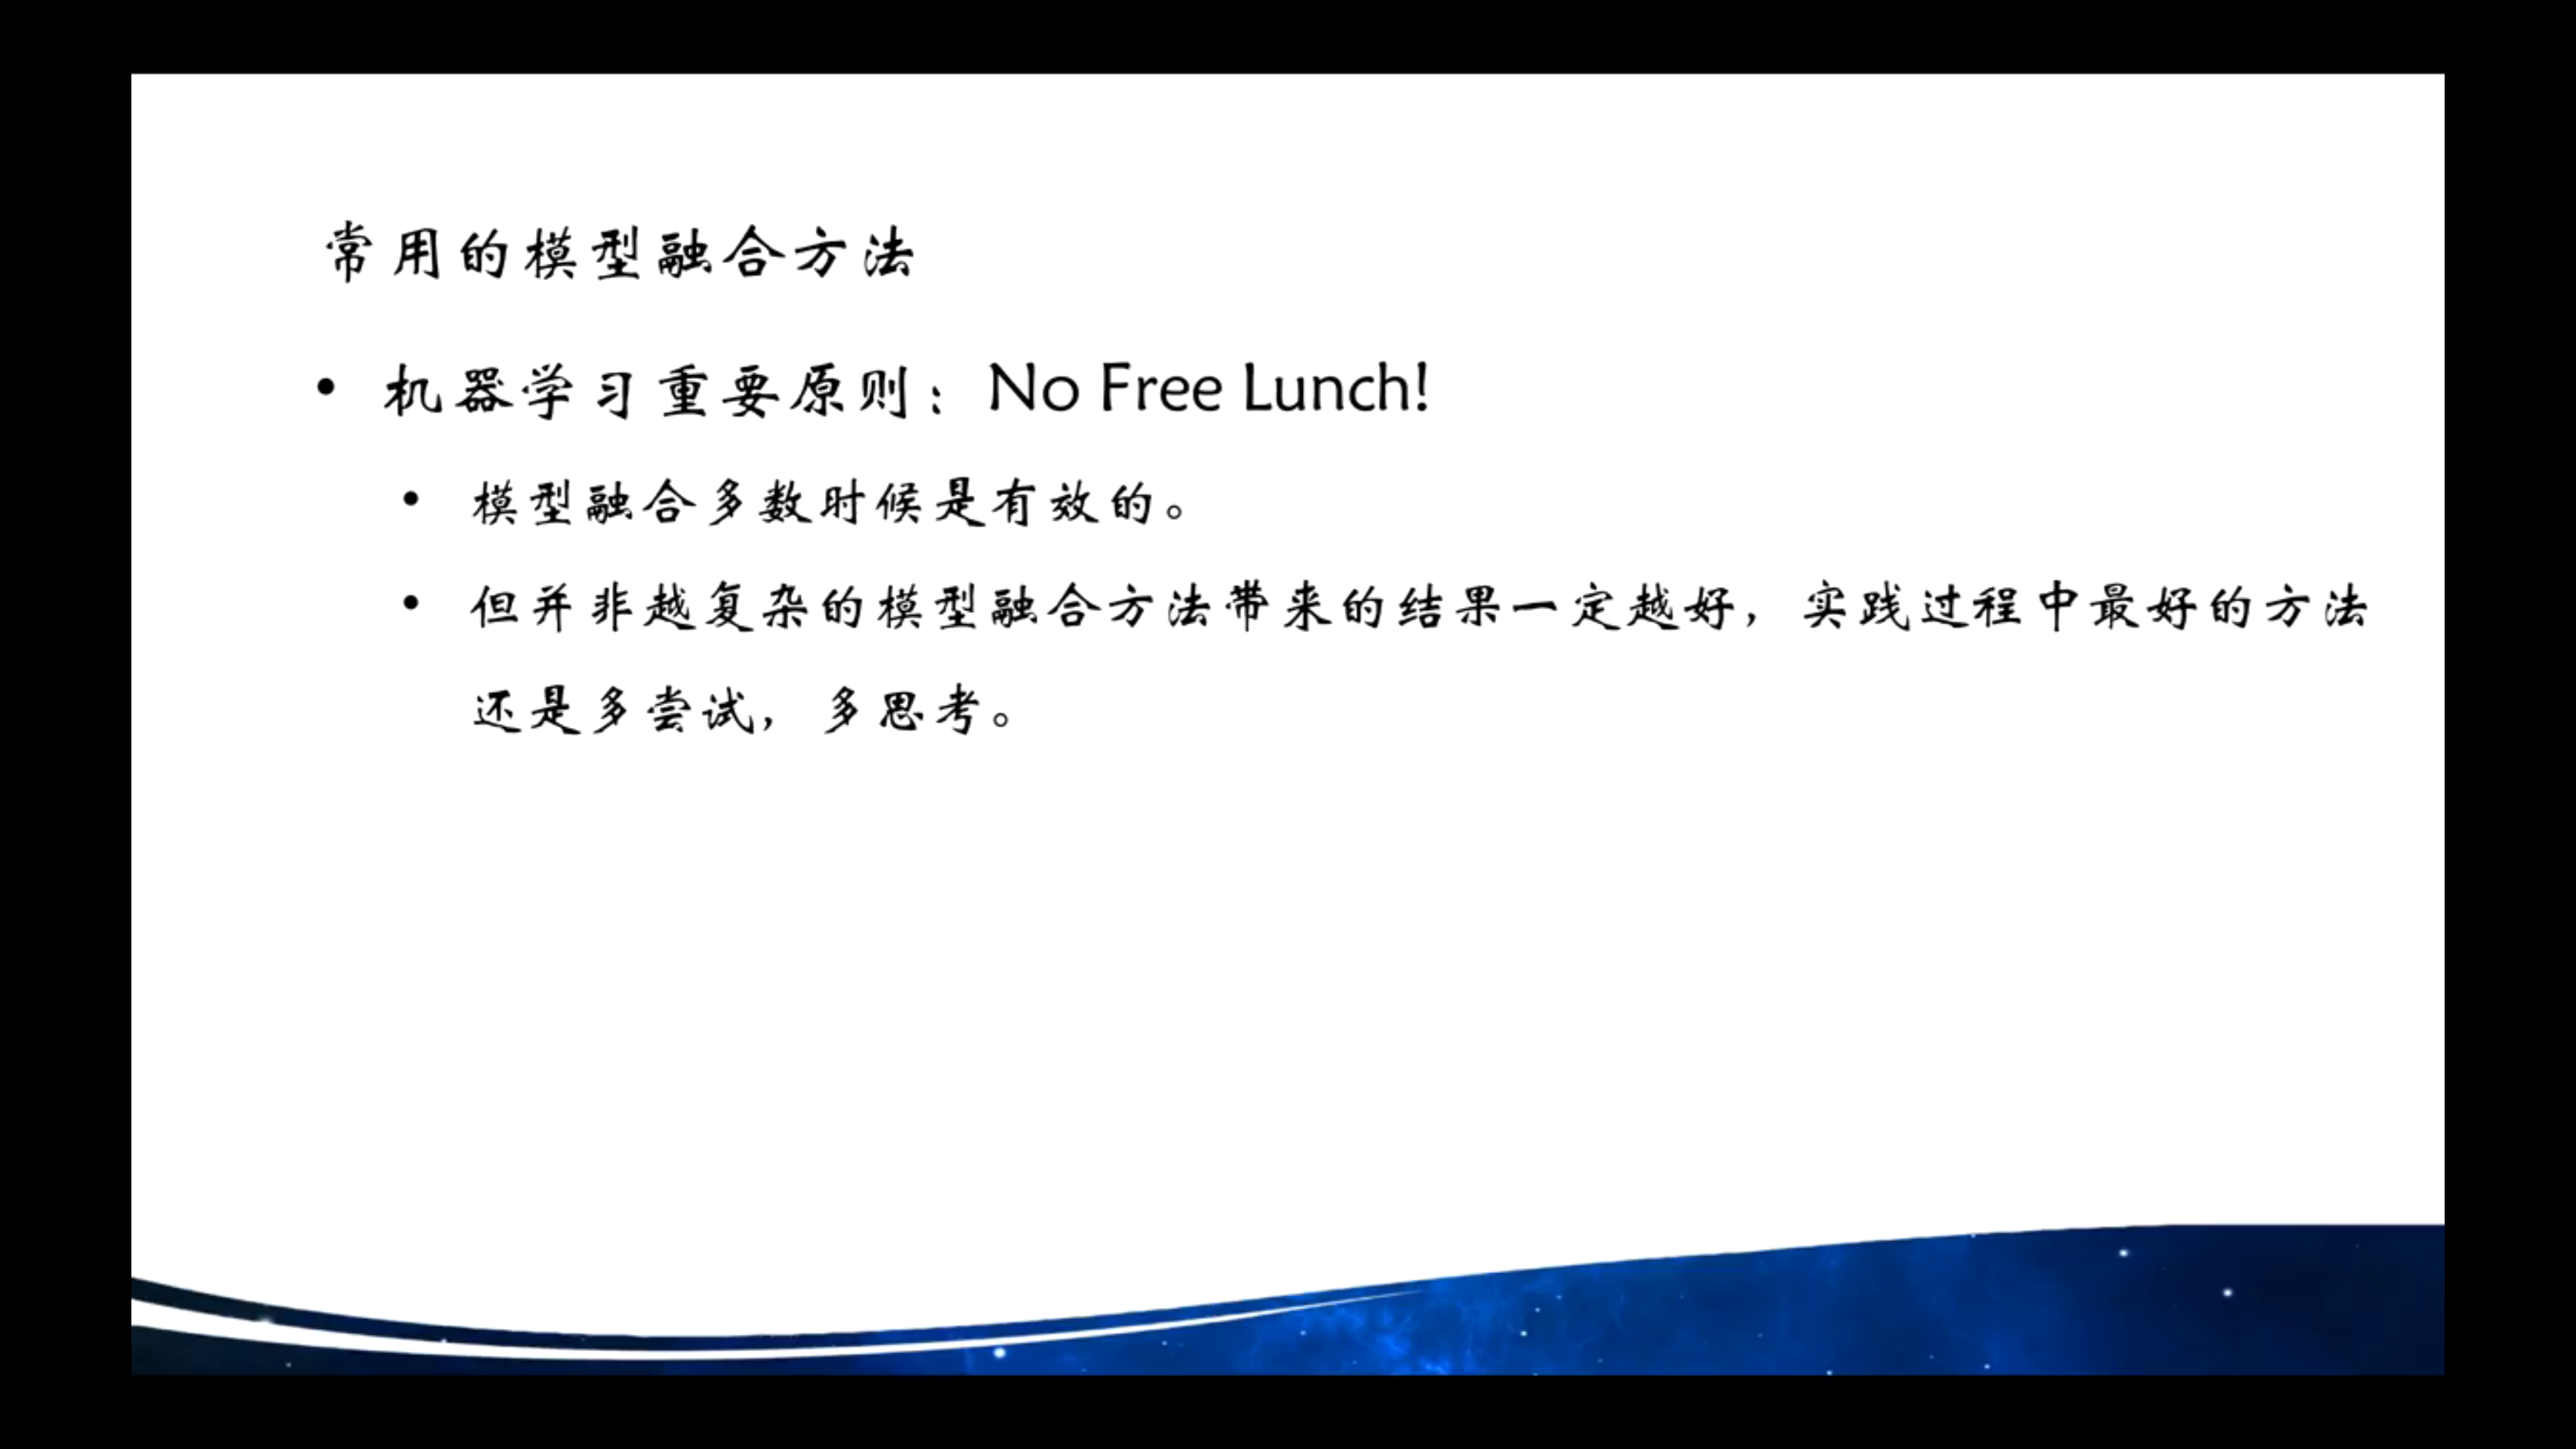 常用的模型融合方法
• 机器学习重要原则：No Free Lunch!
• 模型融合多数时候是有效的。
• 但并非越复杂的模型融合方法带来的结果一定越好，实践过程中最好的方法
还是多尝试，多思考。